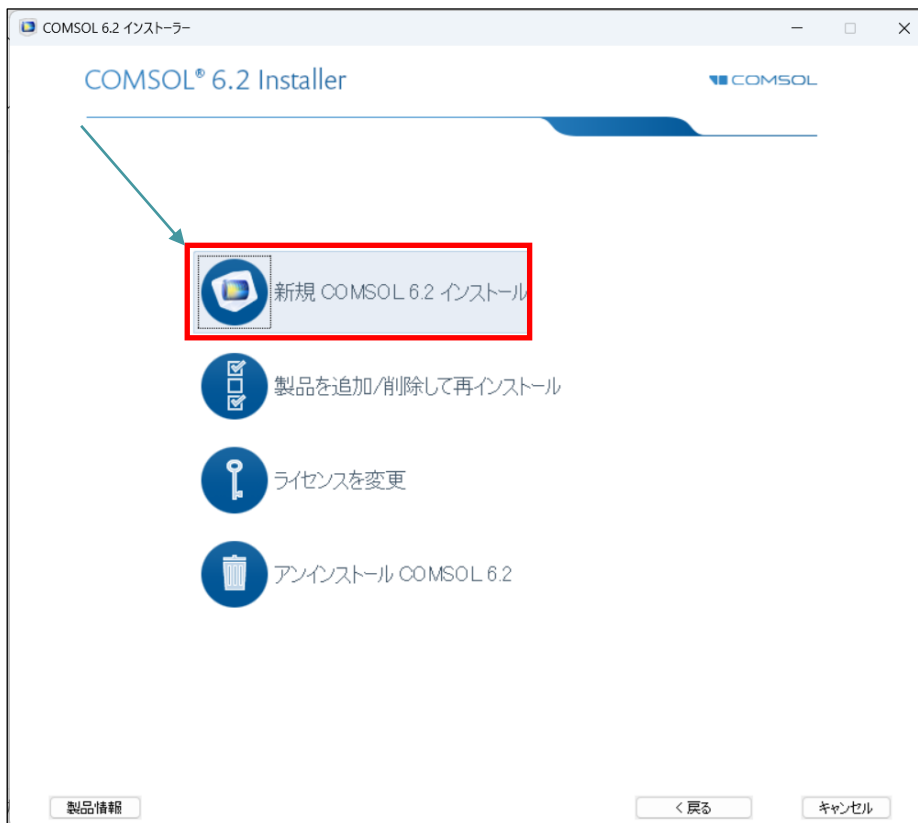 COMSOL 6.2 インストーラー
COMSOL® 6.2 Installer
COMSOL
新規 COMSOL 6.2 インストール
製品を追加/削除して再インストール
ライセンスを変更
アンインストール COMSOL 6.2
製品情報
< 戻る
キャンセル